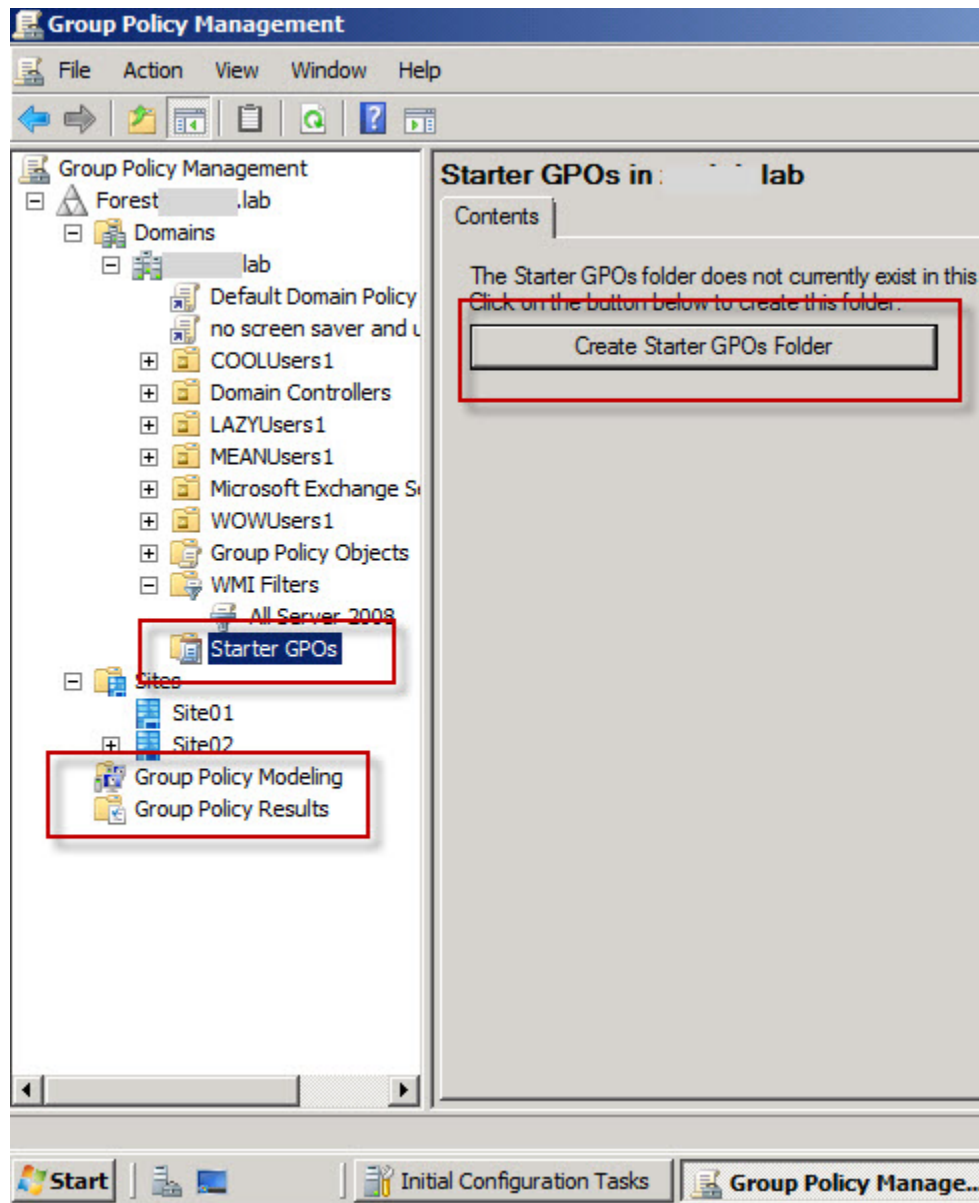 Group Policy Management
File Action View Window Help
Group Policy Management
Forest .lab
Domains
lab
Default Domain Policy
no screen saver and u
COOLUsers1
Domain Controllers
LAZYUsers1
MEANUsers1
Microsoft Exchange Se
WOWUsers1
Group Policy Objects
WMI Filters
All Server 2008
Starter GPOs
Sites
Site01
Site02
Group Policy Modeling
Group Policy Results
Starter GPOs in lab
Contents
The Starter GPOs folder does not currently exist in this
Click on the button below to create this folder.
Create Starter GPOs Folder
Start
Initial Configuration Tasks
Group Policy Manage...